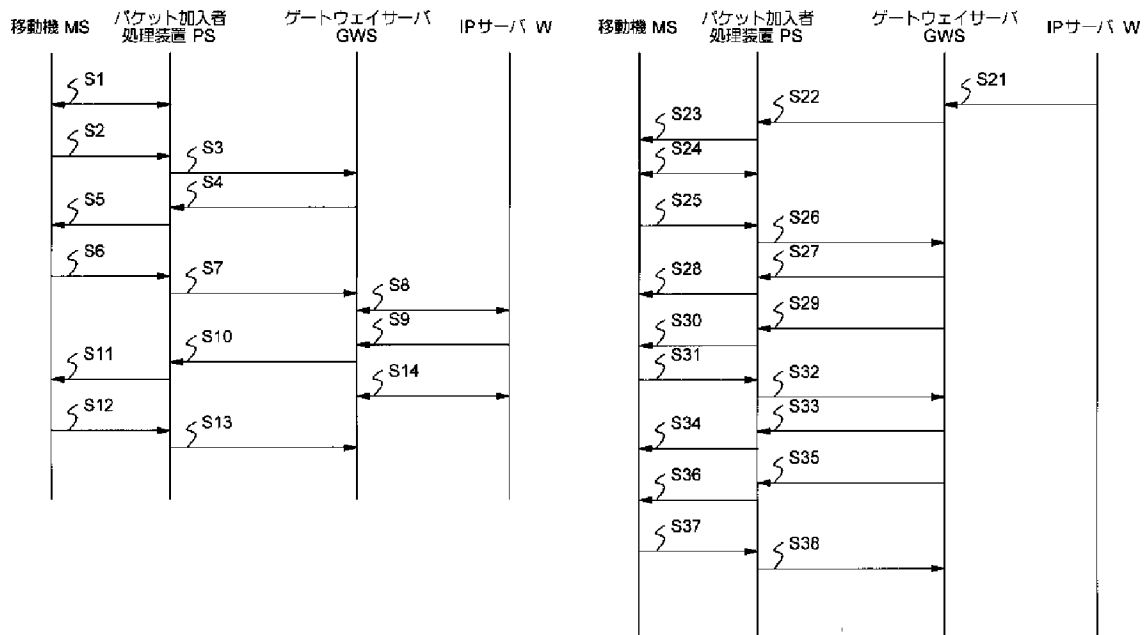 移動機 MS
パケット加入者
処理装置 PS
ゲートウェイサーバ
GWS
IPサーバ W
S1
S2
S3
S4
S5
S6
S7
S8
S9
S10
S11
S14
S12
S13
移動機 MS
パケット加入者
処理装置 PS
ゲートウェイサーバ
GWS
IPサーバ W
S21
S22
S23
S24
S25
S26
S27
S28
S29
S30
S31
S32
S33
S34
S35
S36
S37
S38